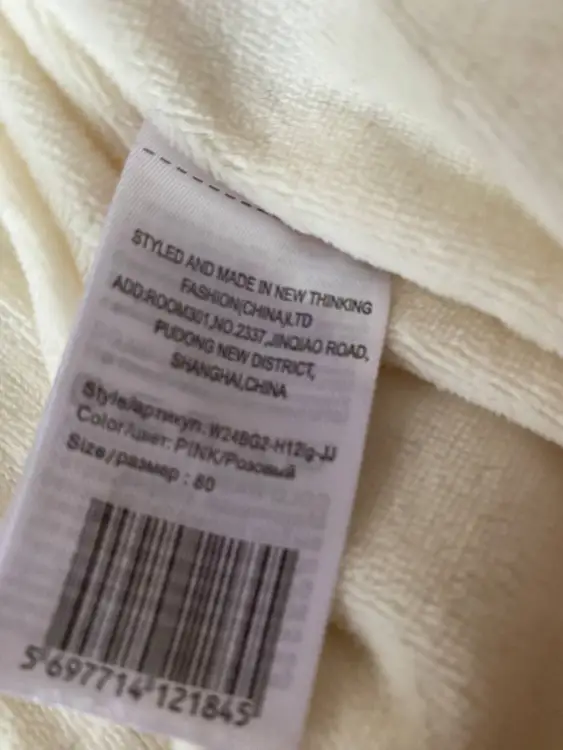 STYLED AND MADE IN NEW THINKING
FASHION(CHINA)LTD
ADD:ROOM301,NO.2337,JINQIAO ROAD,
PUDONG NEW DISTRICT,
SHANGHAI,CHINA
Style/артикул: W24BG2-H12lg-JJ
Color/цвет: PINK/Розовый
Size/размер : 80
5 697714 121845